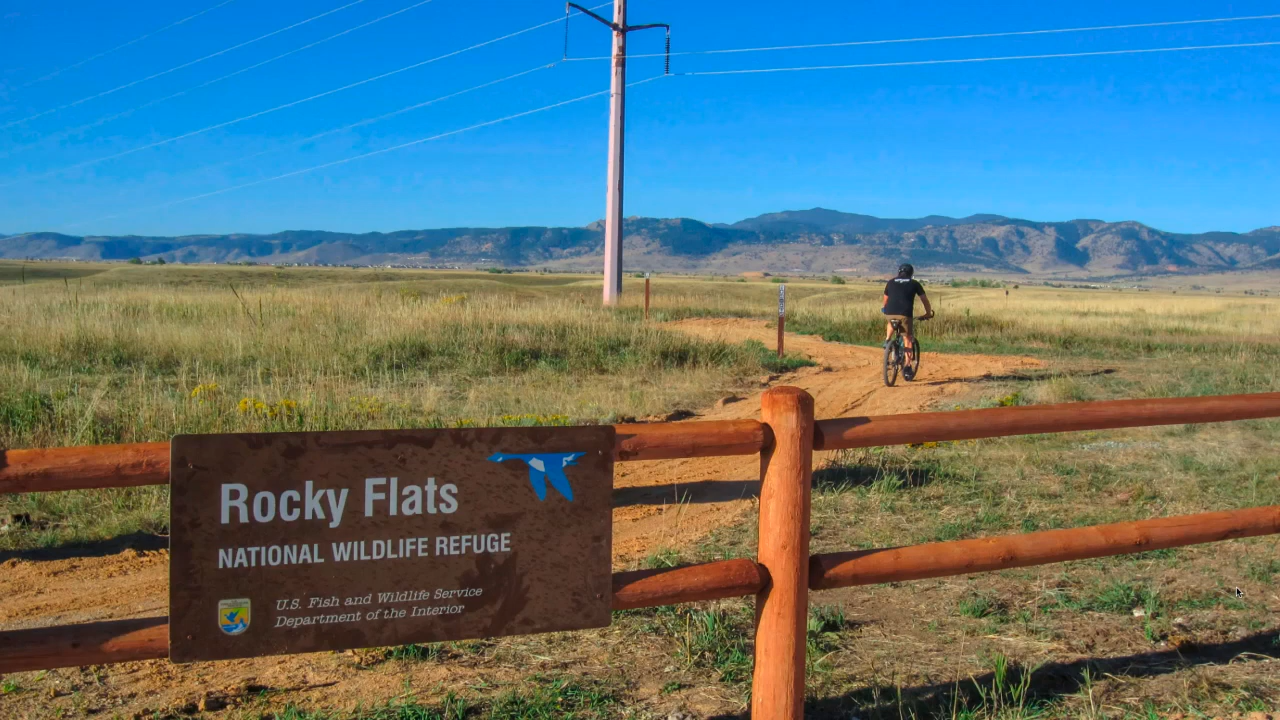 Rocky Flats
NATIONAL WILDLIFE REFUGE
U.S. Fish and Wildlife Service
Department of the Interior